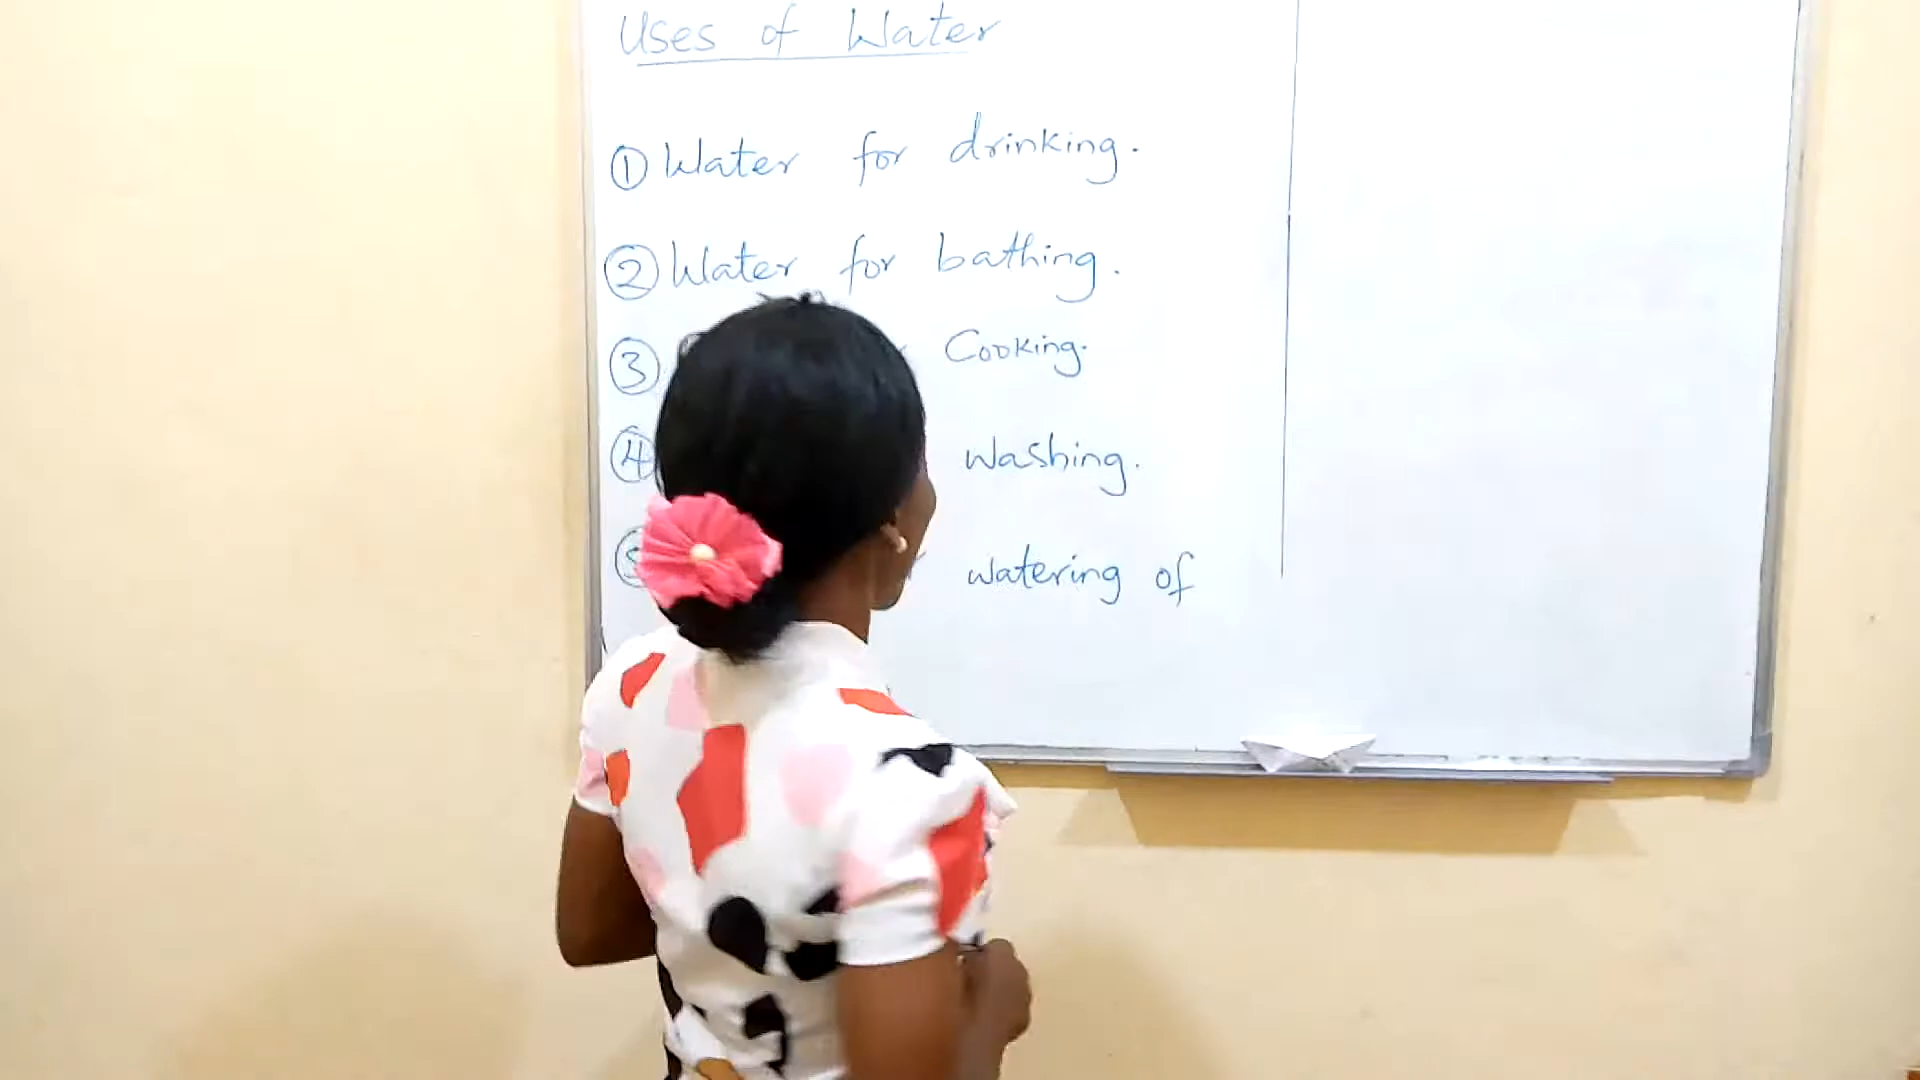 Uses of Water
① Water for drinking.
② Water for bathing.
③ Cooking.
④ Washing.
⑤ watering of